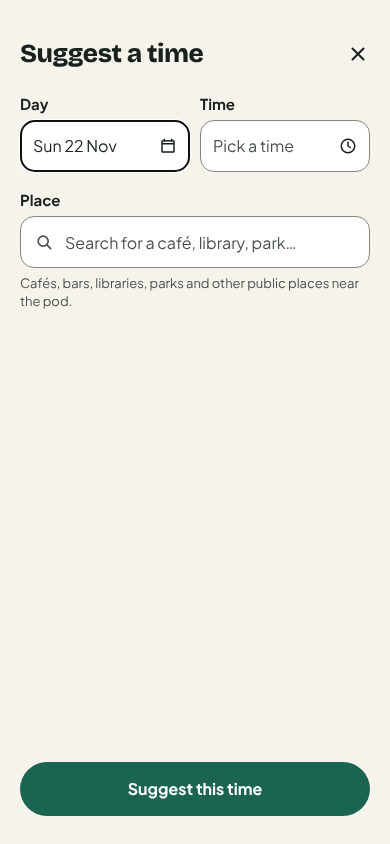 Suggest a time
Day
Time
Sun 22 Nov
Pick a time
Place
Search for a café, library, park…
Cafés, bars, libraries, parks and other public places near
the pod.
Suggest this time